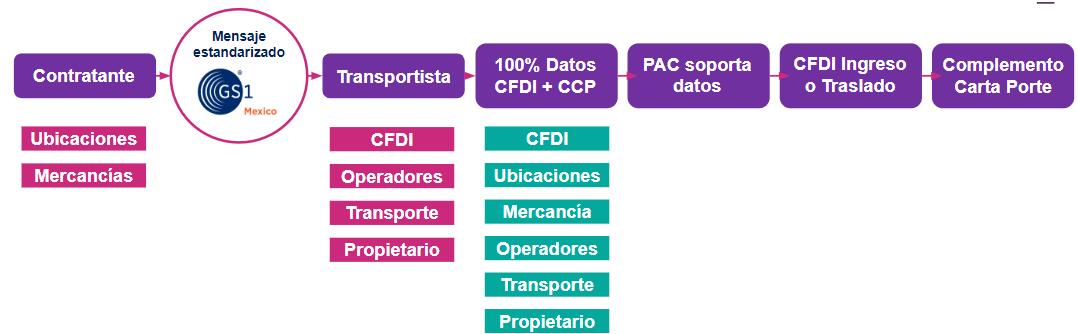 Mensaje
estandarizado
GS1
®
Mexico
Contratante
Transportista
100% Datos
CFDI + CCP
PAC soporta
datos
CFDI Ingreso
o Traslado
Complemento
Carta Porte
Ubicaciones
Mercancías
CFDI
Operadores
Transporte
Propietario
CFDI
Ubicaciones
Mercancía
Operadores
Transporte
Propietario